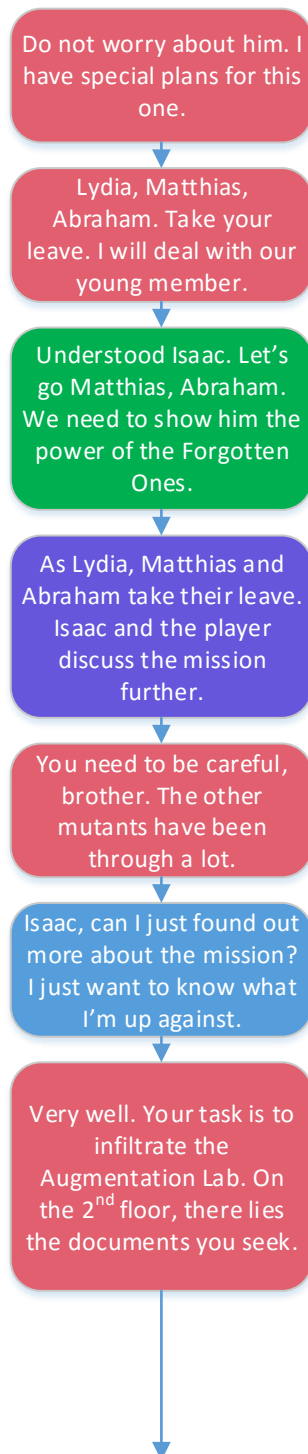 Do not worry about him. I
have special plans for this
one.
Lydia, Matthias,
Abraham. Take your
leave. I will deal with our
young member.
Understood Isaac. Let’s
go Matthias, Abraham.
We need to show him the
power of the Forgotten
Ones.
As Lydia, Matthias and
Abraham take their leave.
Isaac and the player
discuss the mission
further.
You need to be careful,
brother. The other
mutants have been
through a lot.
Isaac, can I just found out
more about the mission?
I just want to know what
I’m up against.
Very well. Your task is to
infiltrate the
Augmentation Lab. On
the 2nd floor, there lies
the documents you seek.